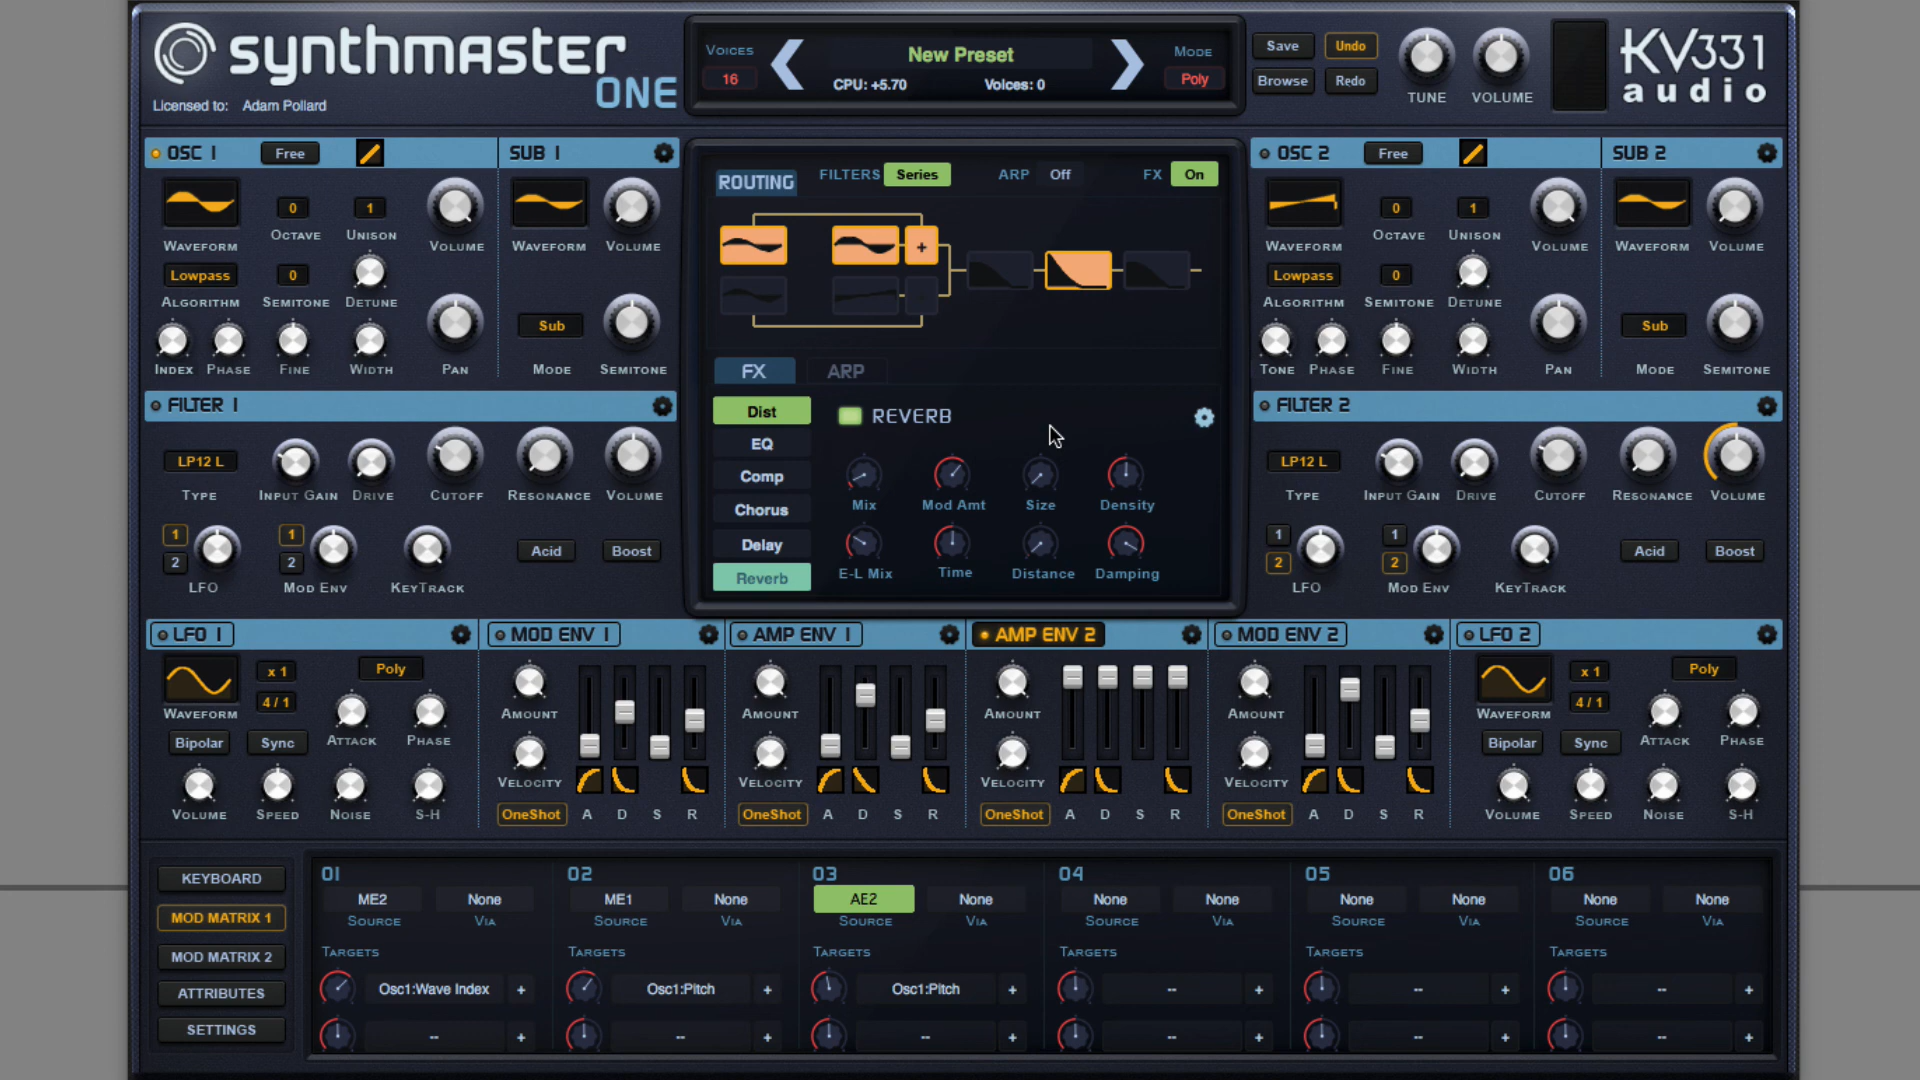 synthmaster
ONE
Licensed to: Adam Pollard
VOICES
16
New Preset
CPU: +5.70 Voices: 0
MODE
Poly
Save
Undo
Browse
Redo
TUNE
VOLUME
KV331
audio
OSC 1 Free
SUB 1
WAVEFORM
0
OCTAVE
1
UNISON
VOLUME
WAVEFORM
VOLUME
Lowpass
ALGORITHM
0
SEMITONE
DETUNE
INDEX PHASE FINE WIDTH PAN
Sub
MODE
SEMITONE
ROUTING
FILTERS Series
ARP Off
FX On
+
FX
ARP
Dist
EQ
Comp
Chorus
Delay
Reverb
REVERB
Mix Mod Amt Size Density
E-L Mix Time Distance Damping
OSC 2 Free
SUB 2
WAVEFORM
0
OCTAVE
1
UNISON
VOLUME
WAVEFORM
VOLUME
Lowpass
ALGORITHM
0
SEMITONE
DETUNE
TONE PHASE FINE WIDTH PAN
Sub
MODE
SEMITONE
FILTER 1
LP12 L
TYPE INPUT GAIN DRIVE CUTOFF RESONANCE VOLUME
1
2
LFO
1
2
MOD ENV
KEYTRACK
Acid
Boost
FILTER 2
LP12 L
TYPE INPUT GAIN DRIVE CUTOFF RESONANCE VOLUME
1
2
LFO
1
2
MOD ENV
KEYTRACK
Acid
Boost
LFO 1
WAVEFORM
x 1
4 / 1
Poly
ATTACK PHASE
Bipolar
Sync
VOLUME SPEED NOISE S-H
MOD ENV 1
AMOUNT
VELOCITY
OneShot A D S R
AMP ENV 1
AMOUNT
VELOCITY
OneShot A D S R
AMP ENV 2
AMOUNT
VELOCITY
OneShot A D S R
MOD ENV 2
AMOUNT
VELOCITY
OneShot A D S R
LFO 2
WAVEFORM
x 1
4 / 1
Poly
ATTACK PHASE
Bipolar
Sync
VOLUME SPEED NOISE S-H
KEYBOARD
MOD MATRIX 1
MOD MATRIX 2
ATTRIBUTES
SETTINGS
01
ME2 None
SOURCE VIA
TARGETS
Osc1:Wave Index +
-- +
02
ME1 None
SOURCE VIA
TARGETS
Osc1:Pitch +
-- +
03
AE2 None
SOURCE VIA
TARGETS
Osc1:Pitch +
-- +
04
None None
SOURCE VIA
TARGETS
-- +
-- +
05
None None
SOURCE VIA
TARGETS
-- +
-- +
06
None None
SOURCE VIA
TARGETS
-- +
-- +